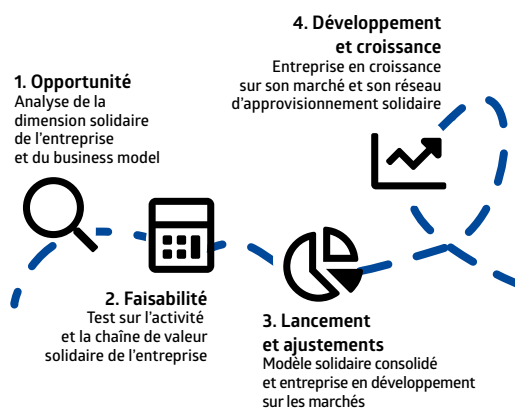 1. Opportunité
Analyse de la
dimension solidaire
de l'entreprise
et du business model
2. Faisabilité
Test sur l'activité
et la chaîne de valeur
solidaire de l'entreprise
3. Lancement
et ajustements
Modèle solidaire consolidé
et entreprise en développement
sur les marchés
4. Développement
et croissance
Entreprise en croissance
sur son marché et son réseau
d'approvisionnement solidaire